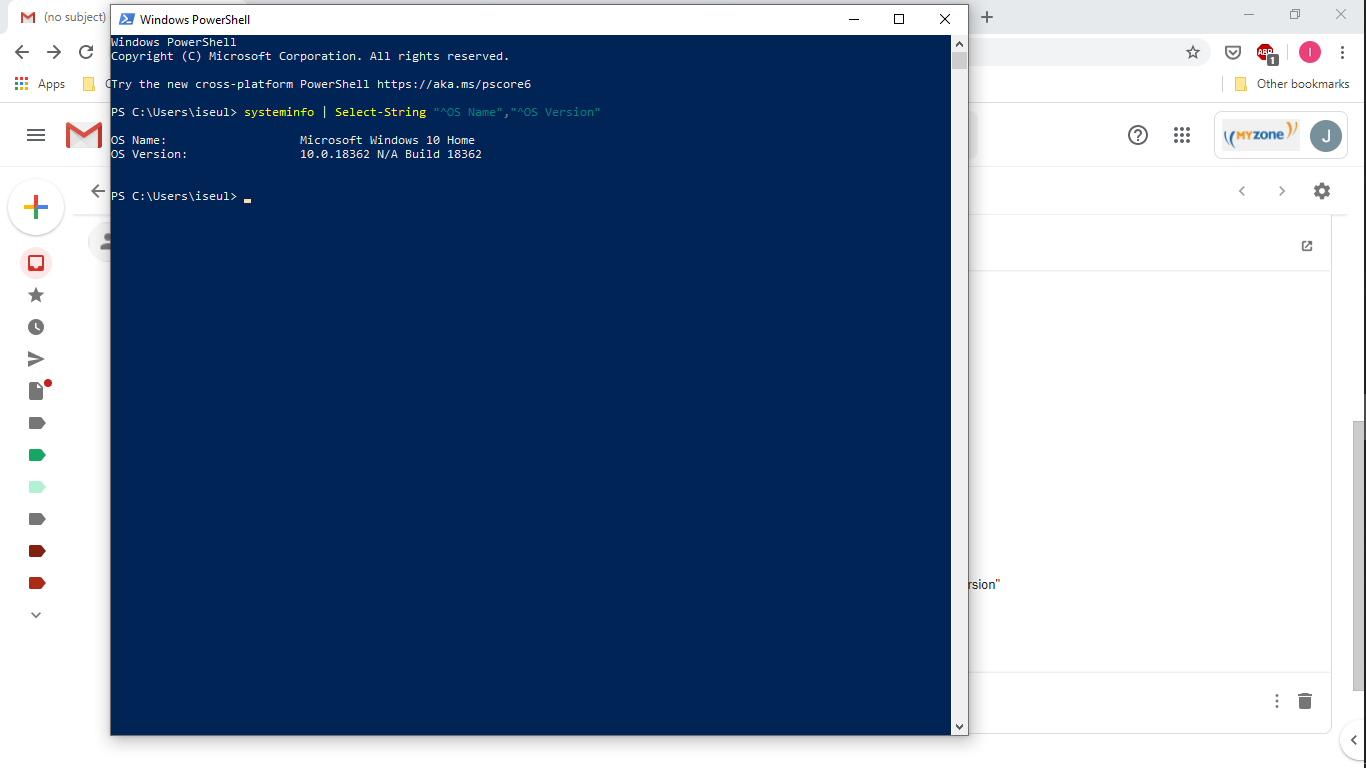 (no subject)
Windows PowerShell
Windows PowerShell
Copyright (C) Microsoft Corporation. All rights reserved.
Try the new cross-platform PowerShell https://aka.ms/pscore6
PS C:\Users\iseul> systeminfo | Select-String "^OS Name","^OS Version"
OS Name: Microsoft Windows 10 Home
OS Version: 10.0.18362 N/A Build 18362
PS C:\Users\iseul>
ABP
1
I
Apps
Other bookmarks
MYZONE
J
rsion"